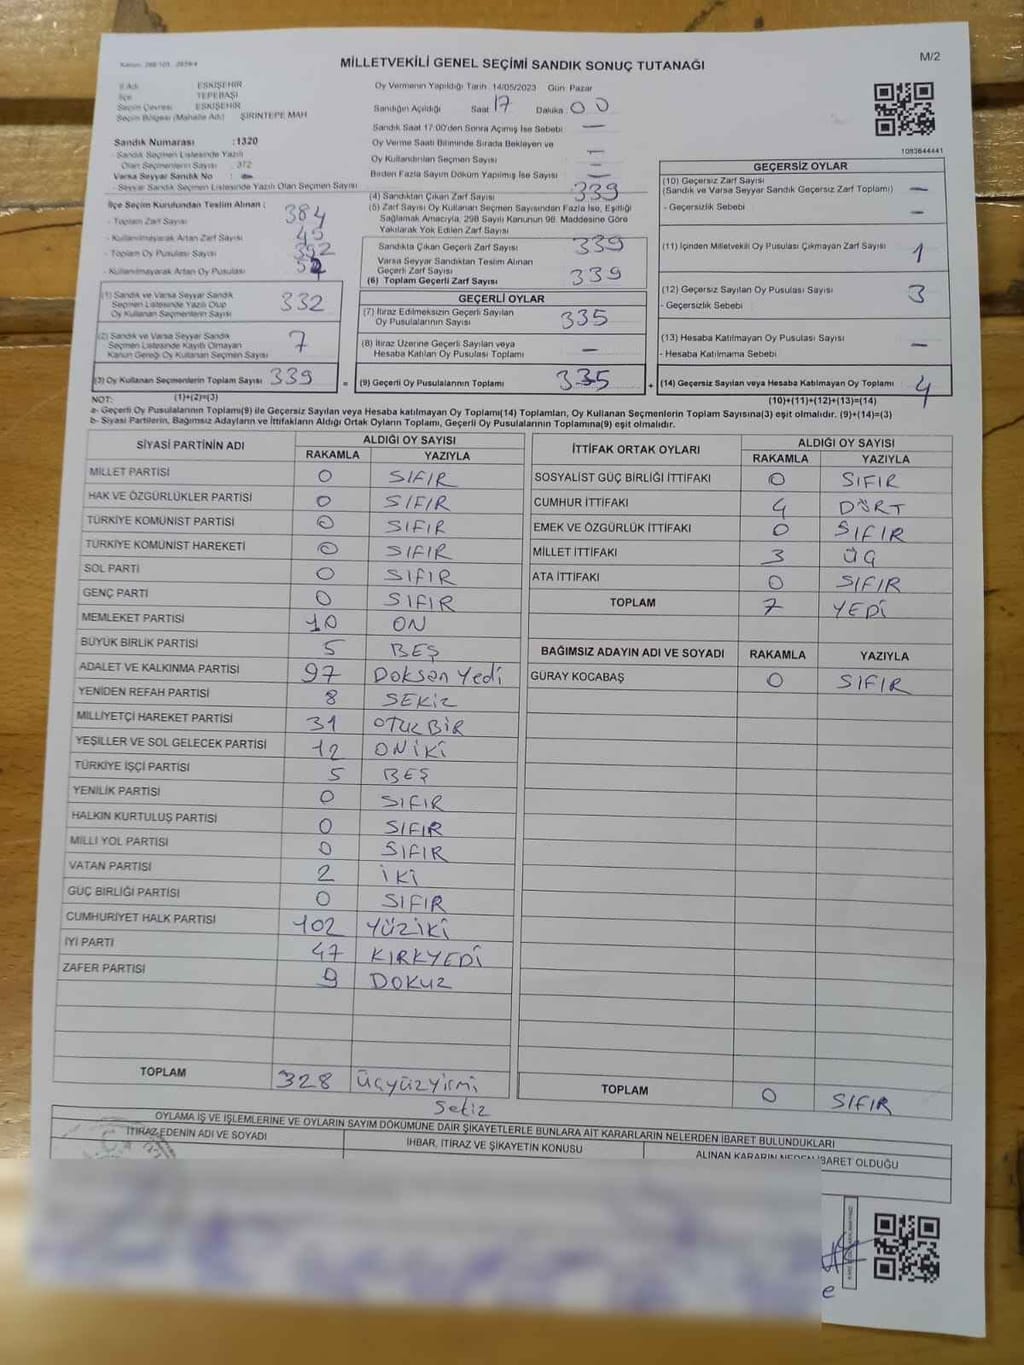 MİLLETVEKİLİ GENEL SEÇİMİ SANDIK SONUÇ TUTANAĞI
M/2
İl Adı ESKİŞEHİR
İlçe TEPEBAŞI
Seçim Çevresi ESKİŞEHİR
Seçim Bölgesi (Mahalle Adı) ŞİRİNTEPE MAH
Sandık Numarası :1320
- Sandık Seçmen Listesinde Yazılı
Olan Seçmenlerin Sayısı : 372
Varsa Seyyar Sandık No :
- Seyyar Sandık Seçmen Listesinde Yazılı Olan Seçmen Sayısı
İlçe Seçim Kurulundan Teslim Alınan :
- Toplam Zarf Sayısı 384
- Kullanılmayarak Artan Zarf Sayısı 45
- Toplam Oy Pusulası Sayısı
- Kullanılmayarak Artan Oy Pusulası
(1) Sandık ve Varsa Seyyar Sandık
Seçmen Listesinde Yazılı Olup
Oy Kullanan Seçmenlerin Sayısı 332
(2) Sandık ve Varsa Seyyar Sandık
Seçmen Listesinde Kayıtlı Olmayan
Kanun Gereği Oy Kullanan Seçmen Sayısı 7
(3) Oy Kullanan Seçmenlerin Toplam Sayısı 339
Oy Vermenin Yapıldığı Tarih 14/05/2023 Gün Pazar
Sandığın Açıldığı Saat 17 Dakika 00
Sandık Saat 17:00'den Sonra Açılmış İse Sebebi —
Oy Verme Saati Bitiminde Sırada Bekleyen ve
Oy Kullandırılan Seçmen Sayısı —
Birden Fazla Sayım Döküm Yapılmış İse Sayısı —
(4) Sandıktan Çıkan Zarf Sayısı 339
(5) Zarf Sayısı Oy Kullanan Seçmen Sayısından Fazla İse, Eşitliği
Sağlamak Amacıyla, 298 Sayılı Kanunun 98. Maddesine Göre
Yakılarak Yok Edilen Zarf Sayısı
Sandıkta Çıkan Geçerli Zarf Sayısı 339
Varsa Seyyar Sandıktan Teslim Alınan
Geçerli Zarf Sayısı
(6) Toplam Geçerli Zarf Sayısı 339
GEÇERLİ OYLAR
(7) İtiraz Edilmeksizin Geçerli Sayılan
Oy Pusulalarının Sayısı 335
(8) İtiraz Üzerine Geçerli Sayılan veya
Hesaba Katılan Oy Pusulası Toplamı —
= (9) Geçerli Oy Pusulalarının Toplamı 335
1093644441
GEÇERSİZ OYLAR
(10) Geçersiz Zarf Sayısı
(Sandık ve Varsa Seyyar Sandık Geçersiz Zarf Toplamı) —
- Geçersizlik Sebebi —
(11) İçinden Milletvekili Oy Pusulası Çıkmayan Zarf Sayısı 1
(12) Geçersiz Sayılan Oy Pusulası Sayısı 3
- Geçersizlik Sebebi
(13) Hesaba Katılmayan Oy Pusulası Sayısı —
- Hesaba Katılmama Sebebi
+ (14) Geçersiz Sayılan veya Hesaba Katılmayan Oy Toplamı 4
NOT: (1)+(2)=(3)
(10)+(11)+(12)+(13)=(14)
a- Geçerli Oy Pusulalarının Toplamı(9) ile Geçersiz Sayılan veya Hesaba katılmayan Oy Toplamı(14) Toplamları, Oy Kullanan Seçmenlerin Toplam Sayısına(3) eşit olmalıdır. (9)+(14)=(3)
b- Siyasi Partilerin, Bağımsız Adayların ve İttifakların Aldığı Ortak Oyların Toplamı, Geçerli Oy Pusulalarının Toplamına(9) eşit olmalıdır.
SİYASİ PARTİNİN ADI ALDIĞI OY SAYISI
RAKAMLA YAZIYLA
MİLLET PARTİSİ 0 SIFIR
HAK VE ÖZGÜRLÜKLER PARTİSİ 0 SIFIR
TÜRKİYE KOMÜNİST PARTİSİ 0 SIFIR
TÜRKİYE KOMÜNİST HAREKETİ 0 SIFIR
SOL PARTİ 0 SIFIR
GENÇ PARTİ 0 SIFIR
MEMLEKET PARTİSİ 10 ON
BÜYÜK BİRLİK PARTİSİ 5 BEŞ
ADALET VE KALKINMA PARTİSİ 97 Doksan Yedi
YENİDEN REFAH PARTİSİ 8 SEKİZ
MİLLİYETÇİ HAREKET PARTİSİ 31 OTUZBİR
YEŞİLLER VE SOL GELECEK PARTİSİ 12 ONİKİ
TÜRKİYE İŞÇİ PARTİSİ 5 BEŞ
YENİLİK PARTİSİ 0 SIFIR
HALKIN KURTULUŞ PARTİSİ 0 SIFIR
MİLLİ YOL PARTİSİ 0 SIFIR
VATAN PARTİSİ 2 İKİ
GÜÇ BİRLİĞİ PARTİSİ 0 SIFIR
CUMHURİYET HALK PARTİSİ 102 YÜZİKİ
İYİ PARTİ 47 KIRKYEDİ
ZAFER PARTİSİ 9 DOKUZ
TOPLAM 328 Üçyüzyirmi
Sekiz
İTTİFAK ORTAK OYLARI ALDIĞI OY SAYISI
RAKAMLA YAZIYLA
SOSYALİST GÜÇ BİRLİĞİ İTTİFAKI 0 SIFIR
CUMHUR İTTİFAKI 4 DÖRT
EMEK VE ÖZGÜRLÜK İTTİFAKI 0 SIFIR
MİLLET İTTİFAKI 3 ÜÇ
ATA İTTİFAKI 0 SIFIR
TOPLAM 7 YEDİ
BAĞIMSIZ ADAYIN ADI VE SOYADI RAKAMLA YAZIYLA
GÜRAY KOCABAŞ 0 SIFIR
TOPLAM 0 SIFIR
OYLAMA İŞ VE İŞLEMLERİNE VE OYLARIN SAYIM DÖKÜMÜNE DAİR ŞİKAYETLERLE BUNLARA AİT KARARLARIN NELERDEN İBARET BULUNDUKLARI
İTİRAZ EDENİN ADI VE SOYADI
İHBAR, İTİRAZ VE ŞİKAYETİN KONUSU
ALINAN KARARIN NEDEN İBARET OLDUĞU